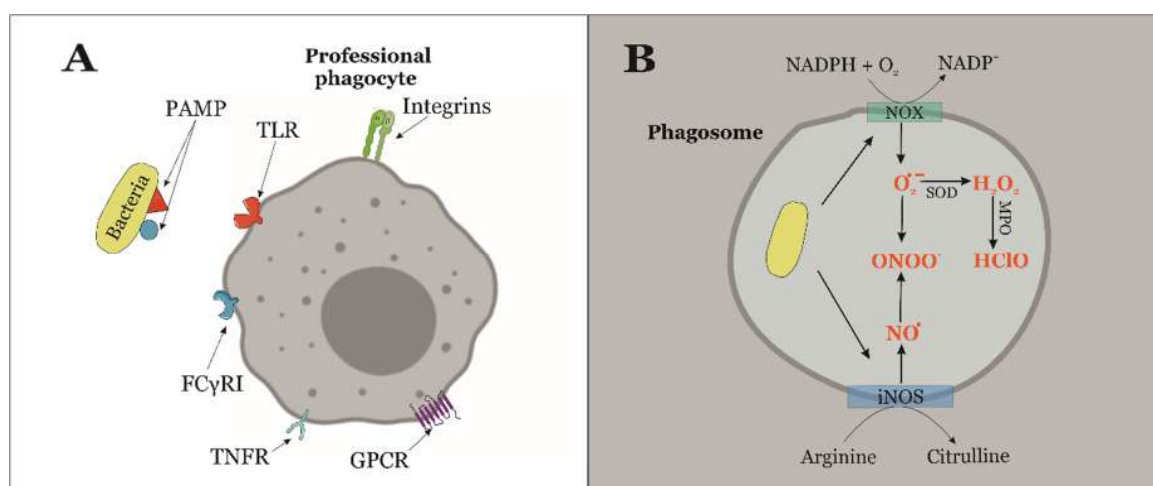 A
Professional
phagocyte
PAMP
TLR
Integrins
Bacteria
FCγRI
TNFR
GPCR
B
NADPH + O₂
NADP⁺
NOX
Phagosome
O₂•−
SOD
H₂O₂
MPO
ONOO⁻
HClO
NO•
iNOS
Arginine
Citrulline